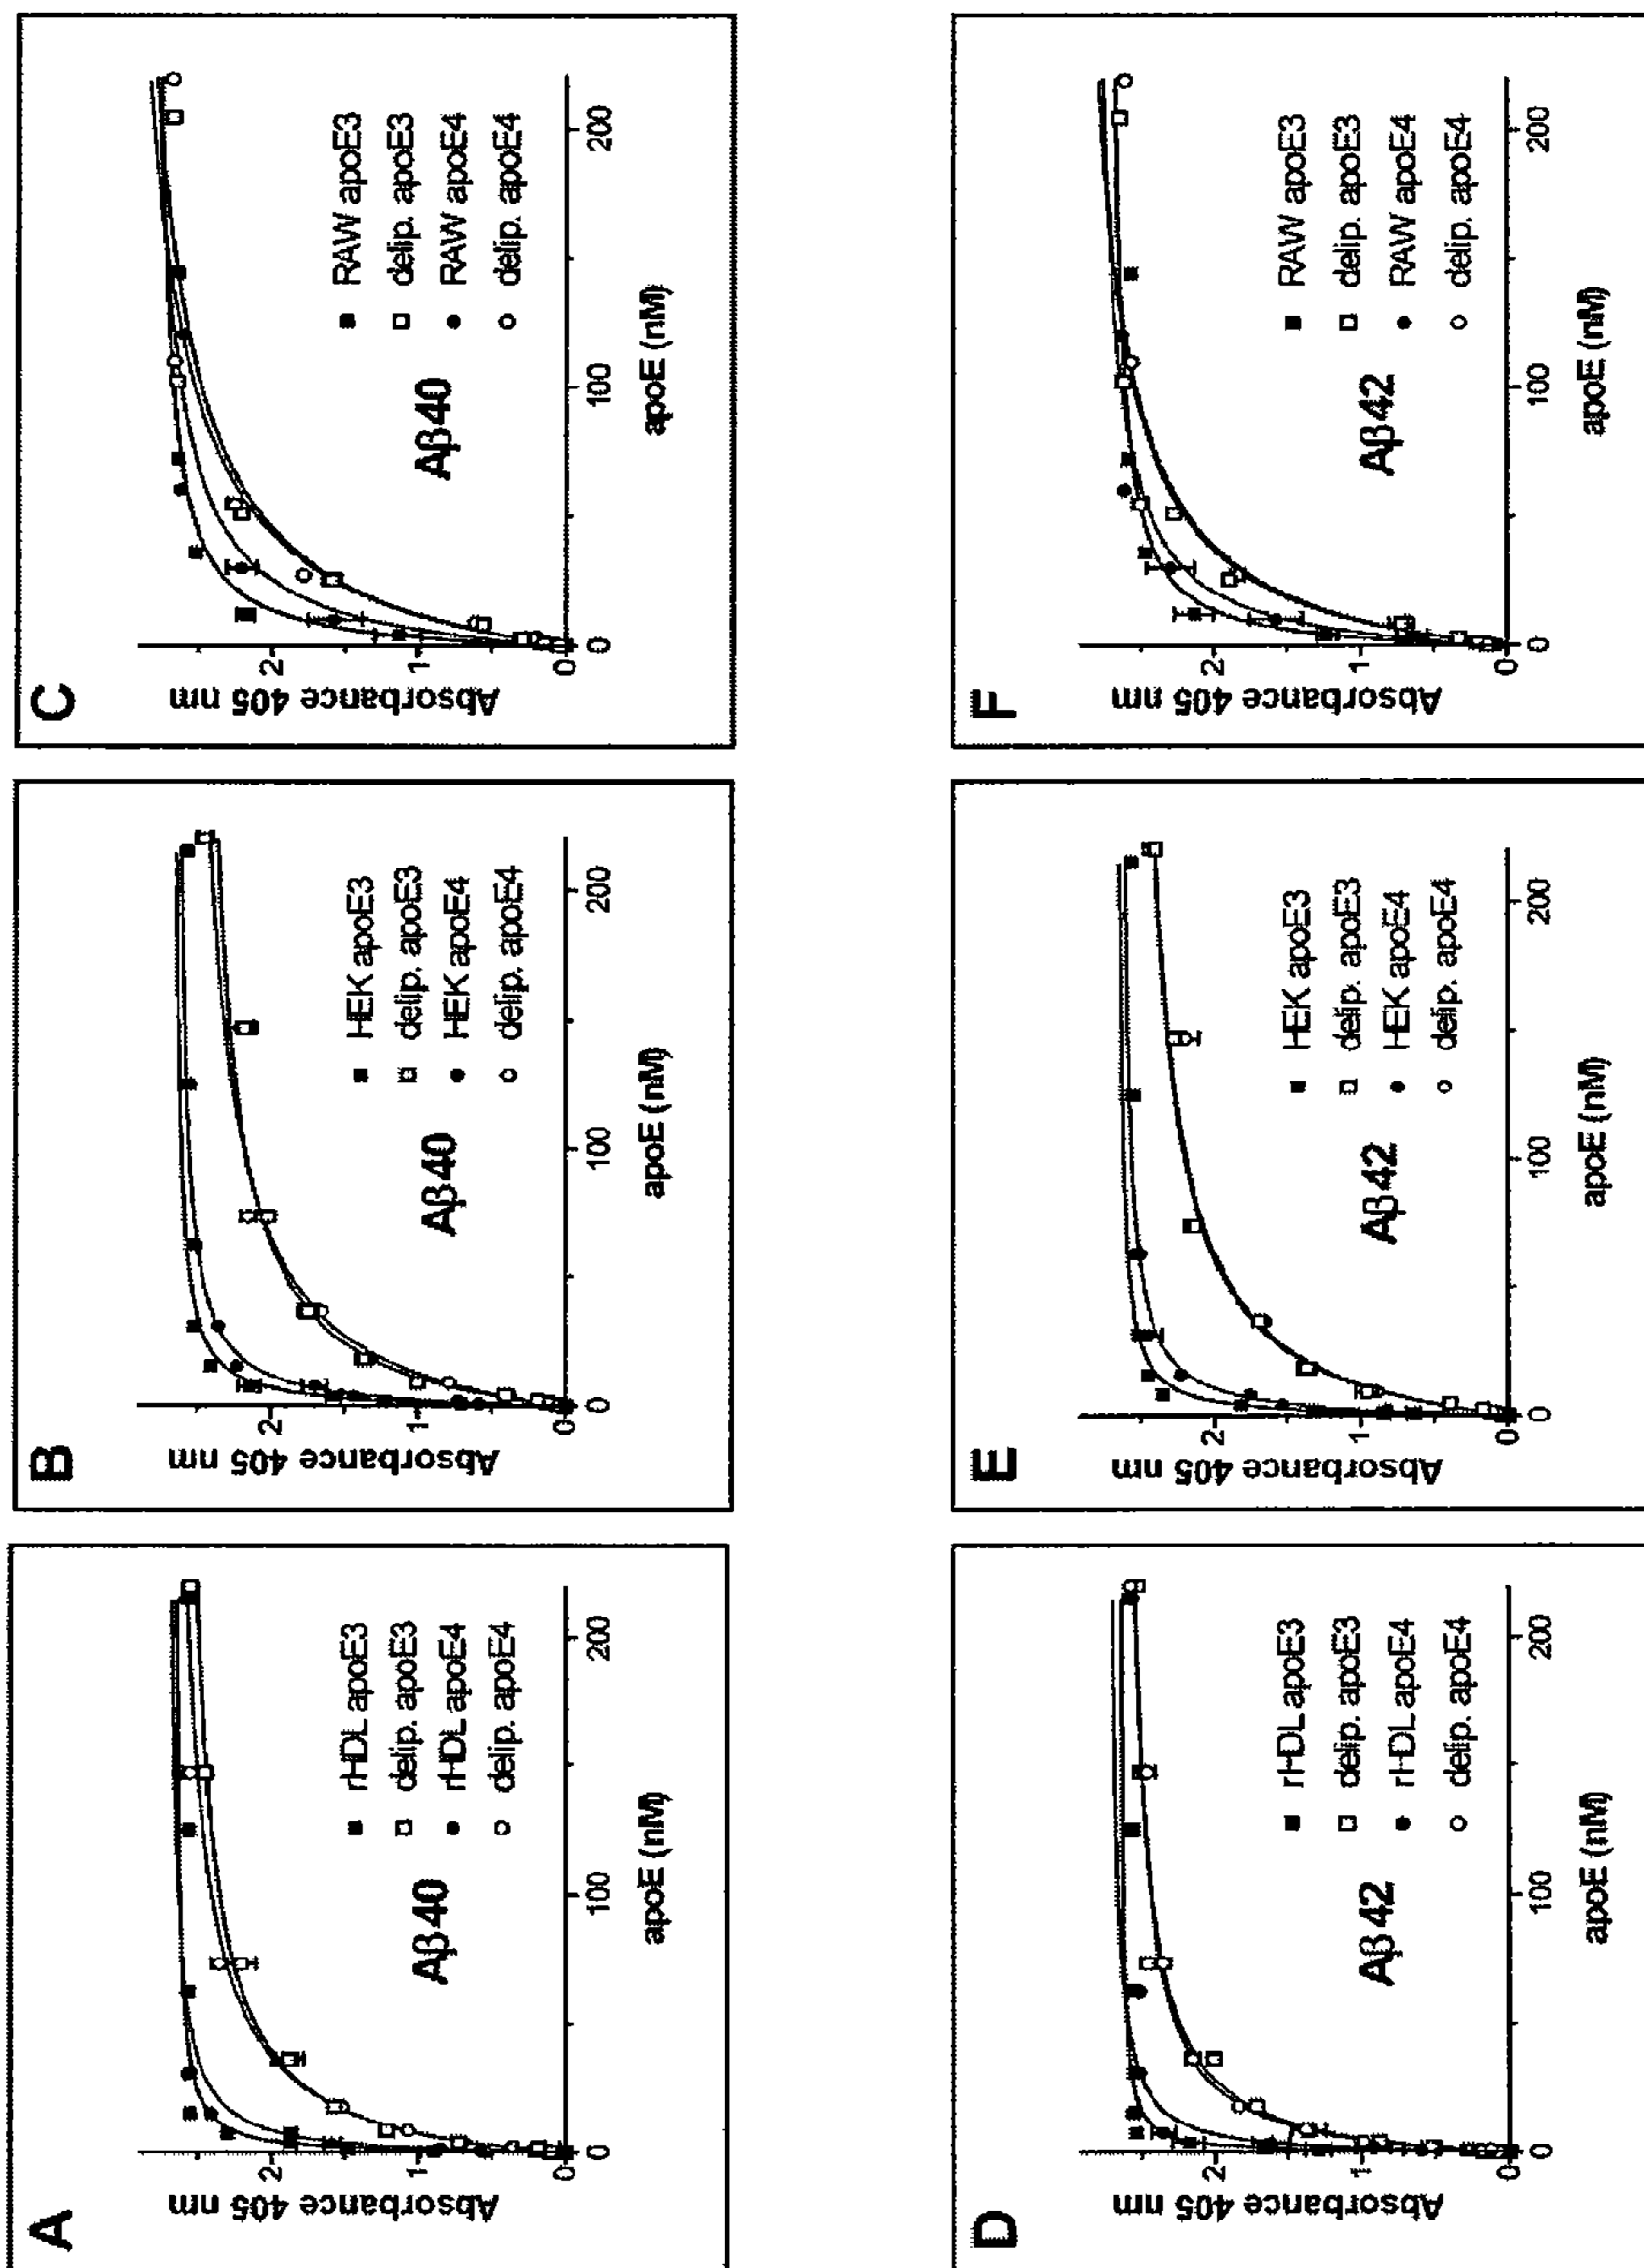 A
Absorbance 405 nm
2
1
0
0
100
200
rHDL apoE3
delip. apoE3
rHDL apoE4
delip. apoE4
Aβ40
apoE (nM)
B
Absorbance 405 nm
2
1
0
0
100
200
HEK apoE3
delip. apoE3
HEK apoE4
delip. apoE4
Aβ40
apoE (nM)
C
Absorbance 405 nm
2
1
0
0
100
200
RAW apoE3
delip. apoE3
RAW apoE4
delip. apoE4
Aβ40
apoE (nM)
D
Absorbance 405 nm
2
1
0
0
100
200
rHDL apoE3
delip. apoE3
rHDL apoE4
delip. apoE4
Aβ42
apoE (nM)
E
Absorbance 405 nm
2
1
0
0
100
200
HEK apoE3
delip. apoE3
HEK apoE4
delip. apoE4
Aβ42
apoE (nM)
F
Absorbance 405 nm
2
1
0
0
100
200
RAW apoE3
delip. apoE3
RAW apoE4
delip. apoE4
Aβ42
apoE (nM)